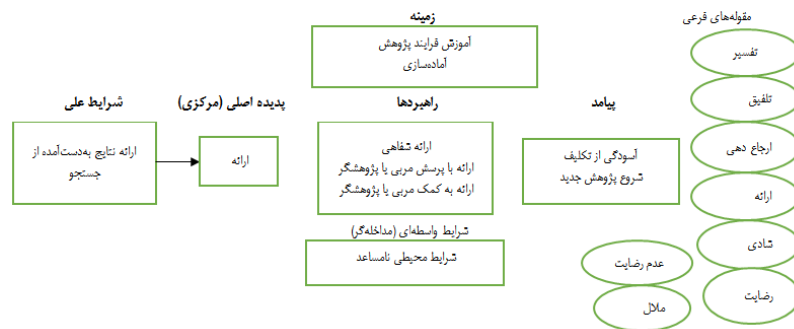 زمینه
آموزش فرایند پژوهش
آماده‌سازی
شرایط علی
ارائه نتایج به‌دست‌آمده از
جستجو
پدیده اصلی (مرکزی)
ارائه
راهبردها
ارائه شفاهی
ارائه با پرسش مربی یا پژوهشگر
ارائه به کمک مربی یا پژوهشگر
شرایط واسطه‌ای (مداخله‌گر)
شرایط محیطی نامساعد
پیامد
آسودگی از تکلیف
شروع پژوهش جدید
مقوله‌های فرعی
تفسیر
تلفیق
ارجاع دهی
ارائه
شادی
رضایت
عدم رضایت
ملال